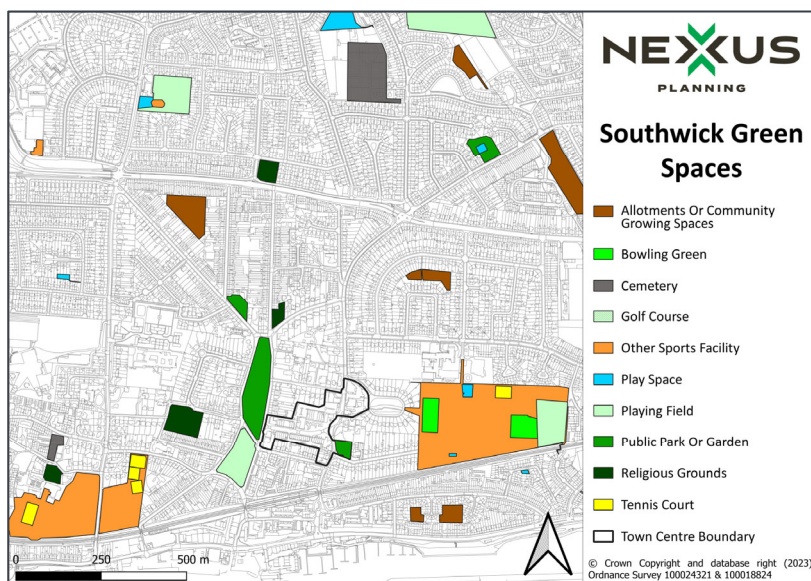 NEXUS
PLANNING
Southwick Green
Spaces
Allotments Or Community
Growing Spaces
Bowling Green
Cemetery
Golf Course
Other Sports Facility
Play Space
Playing Field
Public Park Or Garden
Religious Grounds
Tennis Court
Town Centre Boundary
0 250 500 m
© Crown Copyright and database right (2023)
Ordnance Survey 100024321 & 100018824